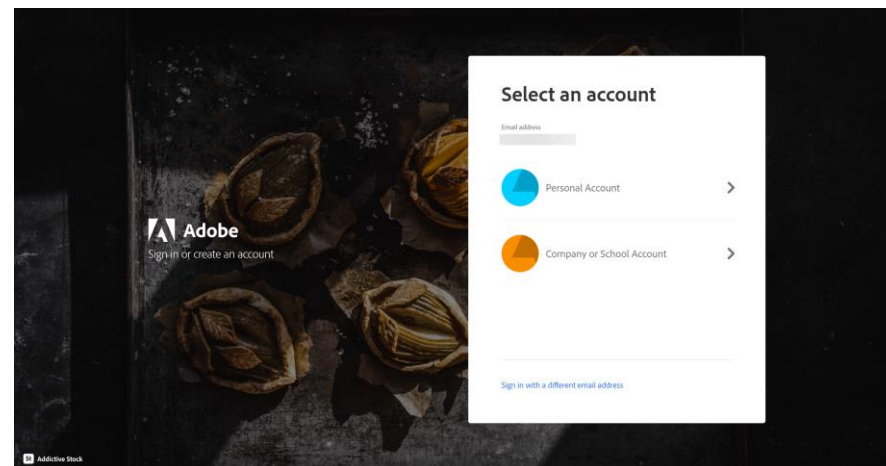 Adobe
Sign in or create an account
Select an account
Email address
Personal Account
Company or School Account
Sign in with a different email address
St Addictive Stock